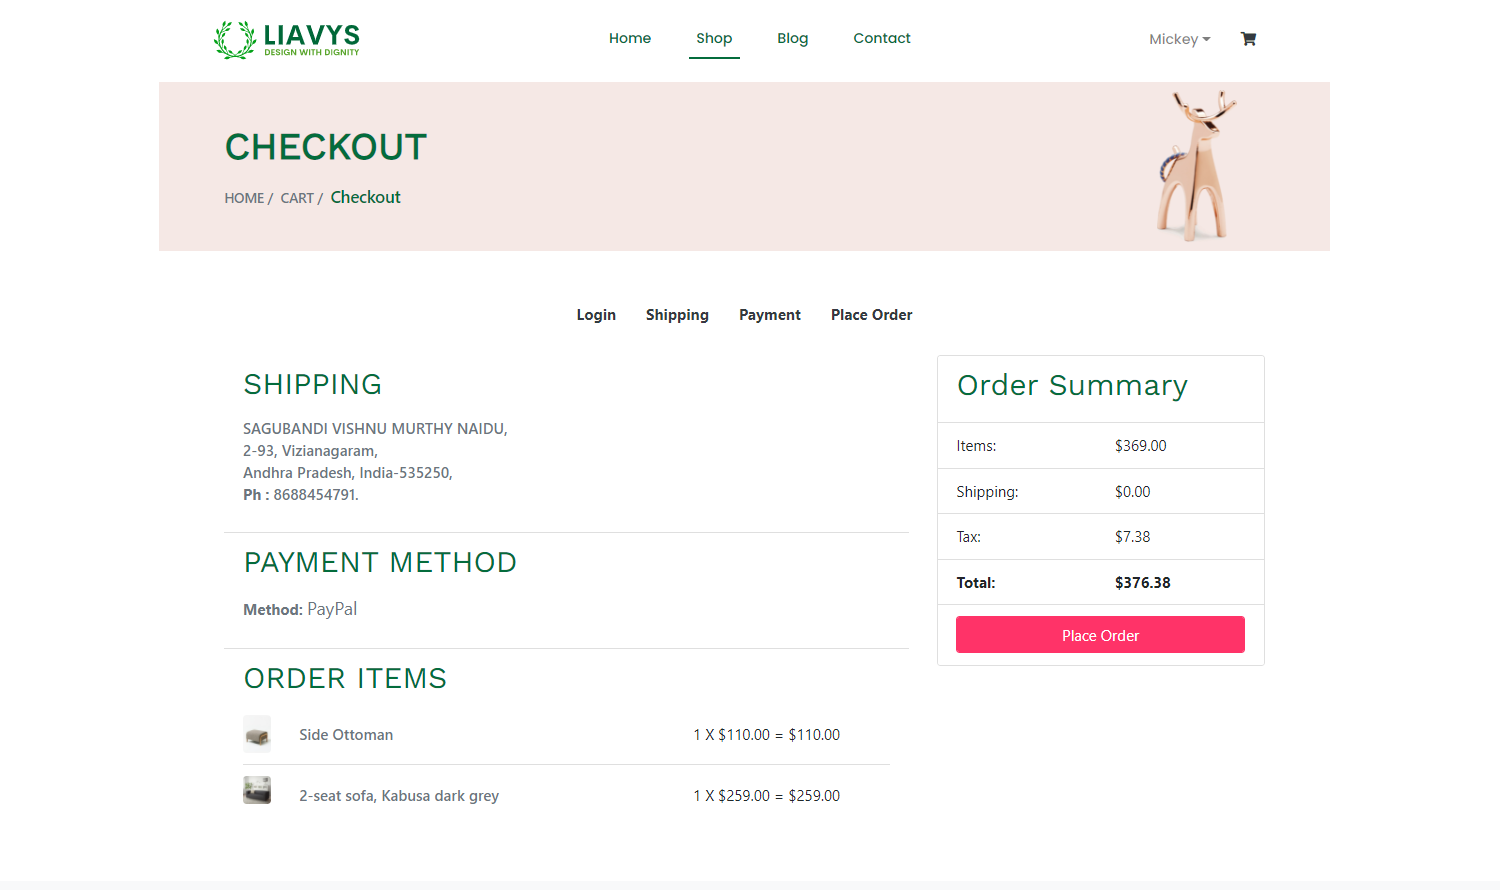 LIAVYS
DESIGN WITH DIGNITY
Home Shop Blog Contact
Mickey
CHECKOUT
HOME / CART / Checkout
Login Shipping Payment Place Order
SHIPPING
SAGUBANDI VISHNU MURTHY NAIDU,
2-93, Vizianagaram,
Andhra Pradesh, India-535250,
Ph : 8688454791.
PAYMENT METHOD
Method: PayPal
ORDER ITEMS
Side Ottoman 1 X $110.00 = $110.00
2-seat sofa, Kabusa dark grey 1 X $259.00 = $259.00
Order Summary
Items: $369.00
Shipping: $0.00
Tax: $7.38
Total: $376.38
Place Order